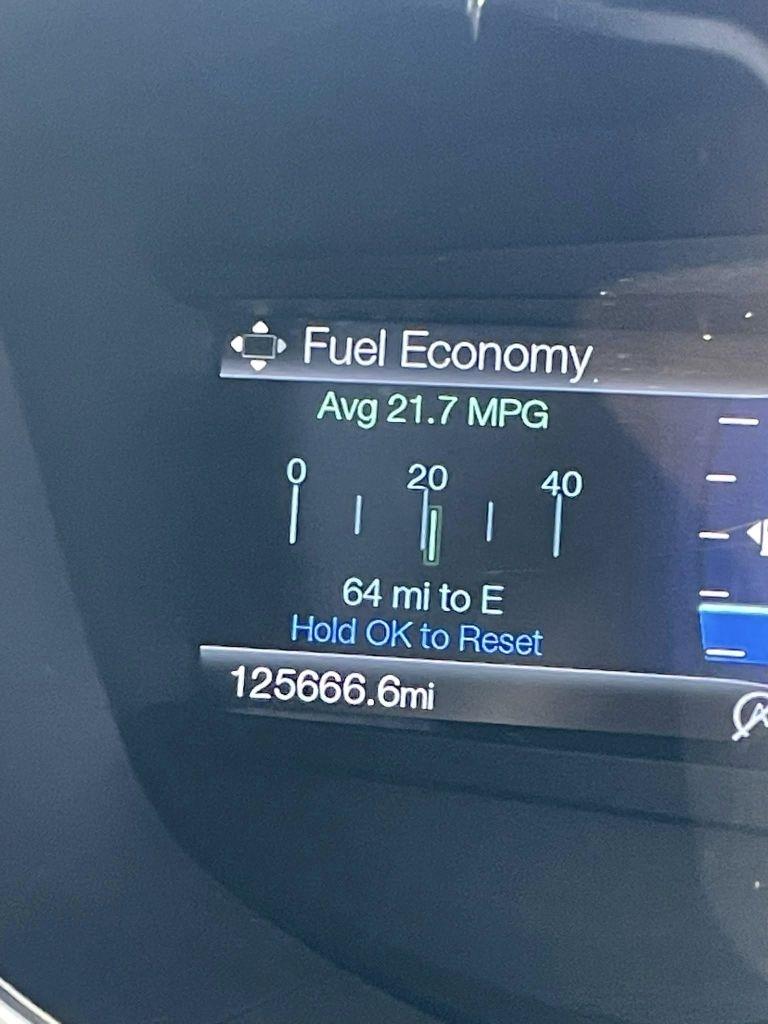 Fuel Economy
Avg 21.7 MPG
0 20 40
64 mi to E
Hold OK to Reset
125666.6mi